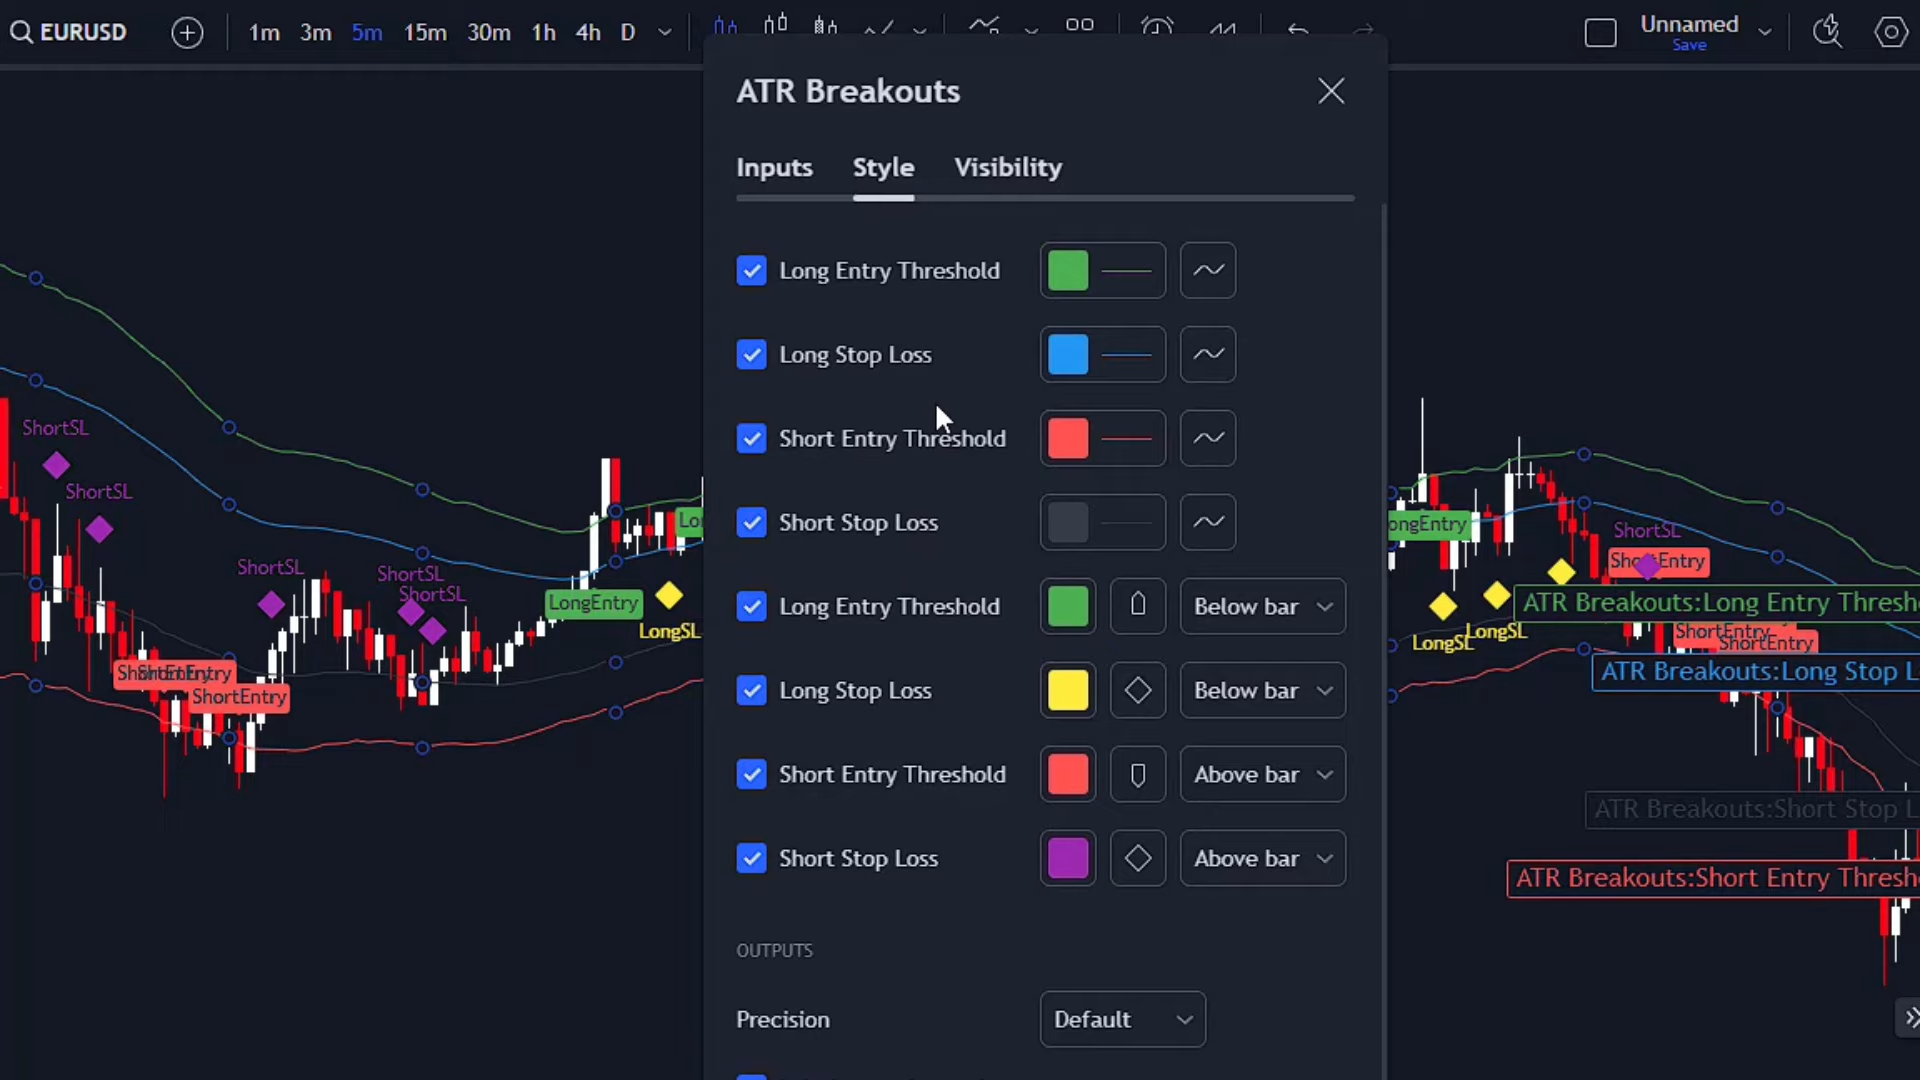 EURUSD
1m 3m 5m 15m 30m 1h 4h D
Unnamed
Save
ATR Breakouts
Inputs Style Visibility
Long Entry Threshold
Long Stop Loss
Short Entry Threshold
Short Stop Loss
Long Entry Threshold Below bar
Long Stop Loss Below bar
Short Entry Threshold Above bar
Short Stop Loss Above bar
OUTPUTS
Precision Default
ShortSL
ShortSL
ShortSL
ShortSL
ShortSL
ShortEntry
ShortEntry
LongEntry
LongSL
Lo
ongEntry
LongSL
LongSL
ShortSL
ATR Breakouts:Long Entry Thresh
ShortEntry
ShortEntry
ATR Breakouts:Long Stop L
ATR Breakouts:Short Stop L
ATR Breakouts:Short Entry Thresh